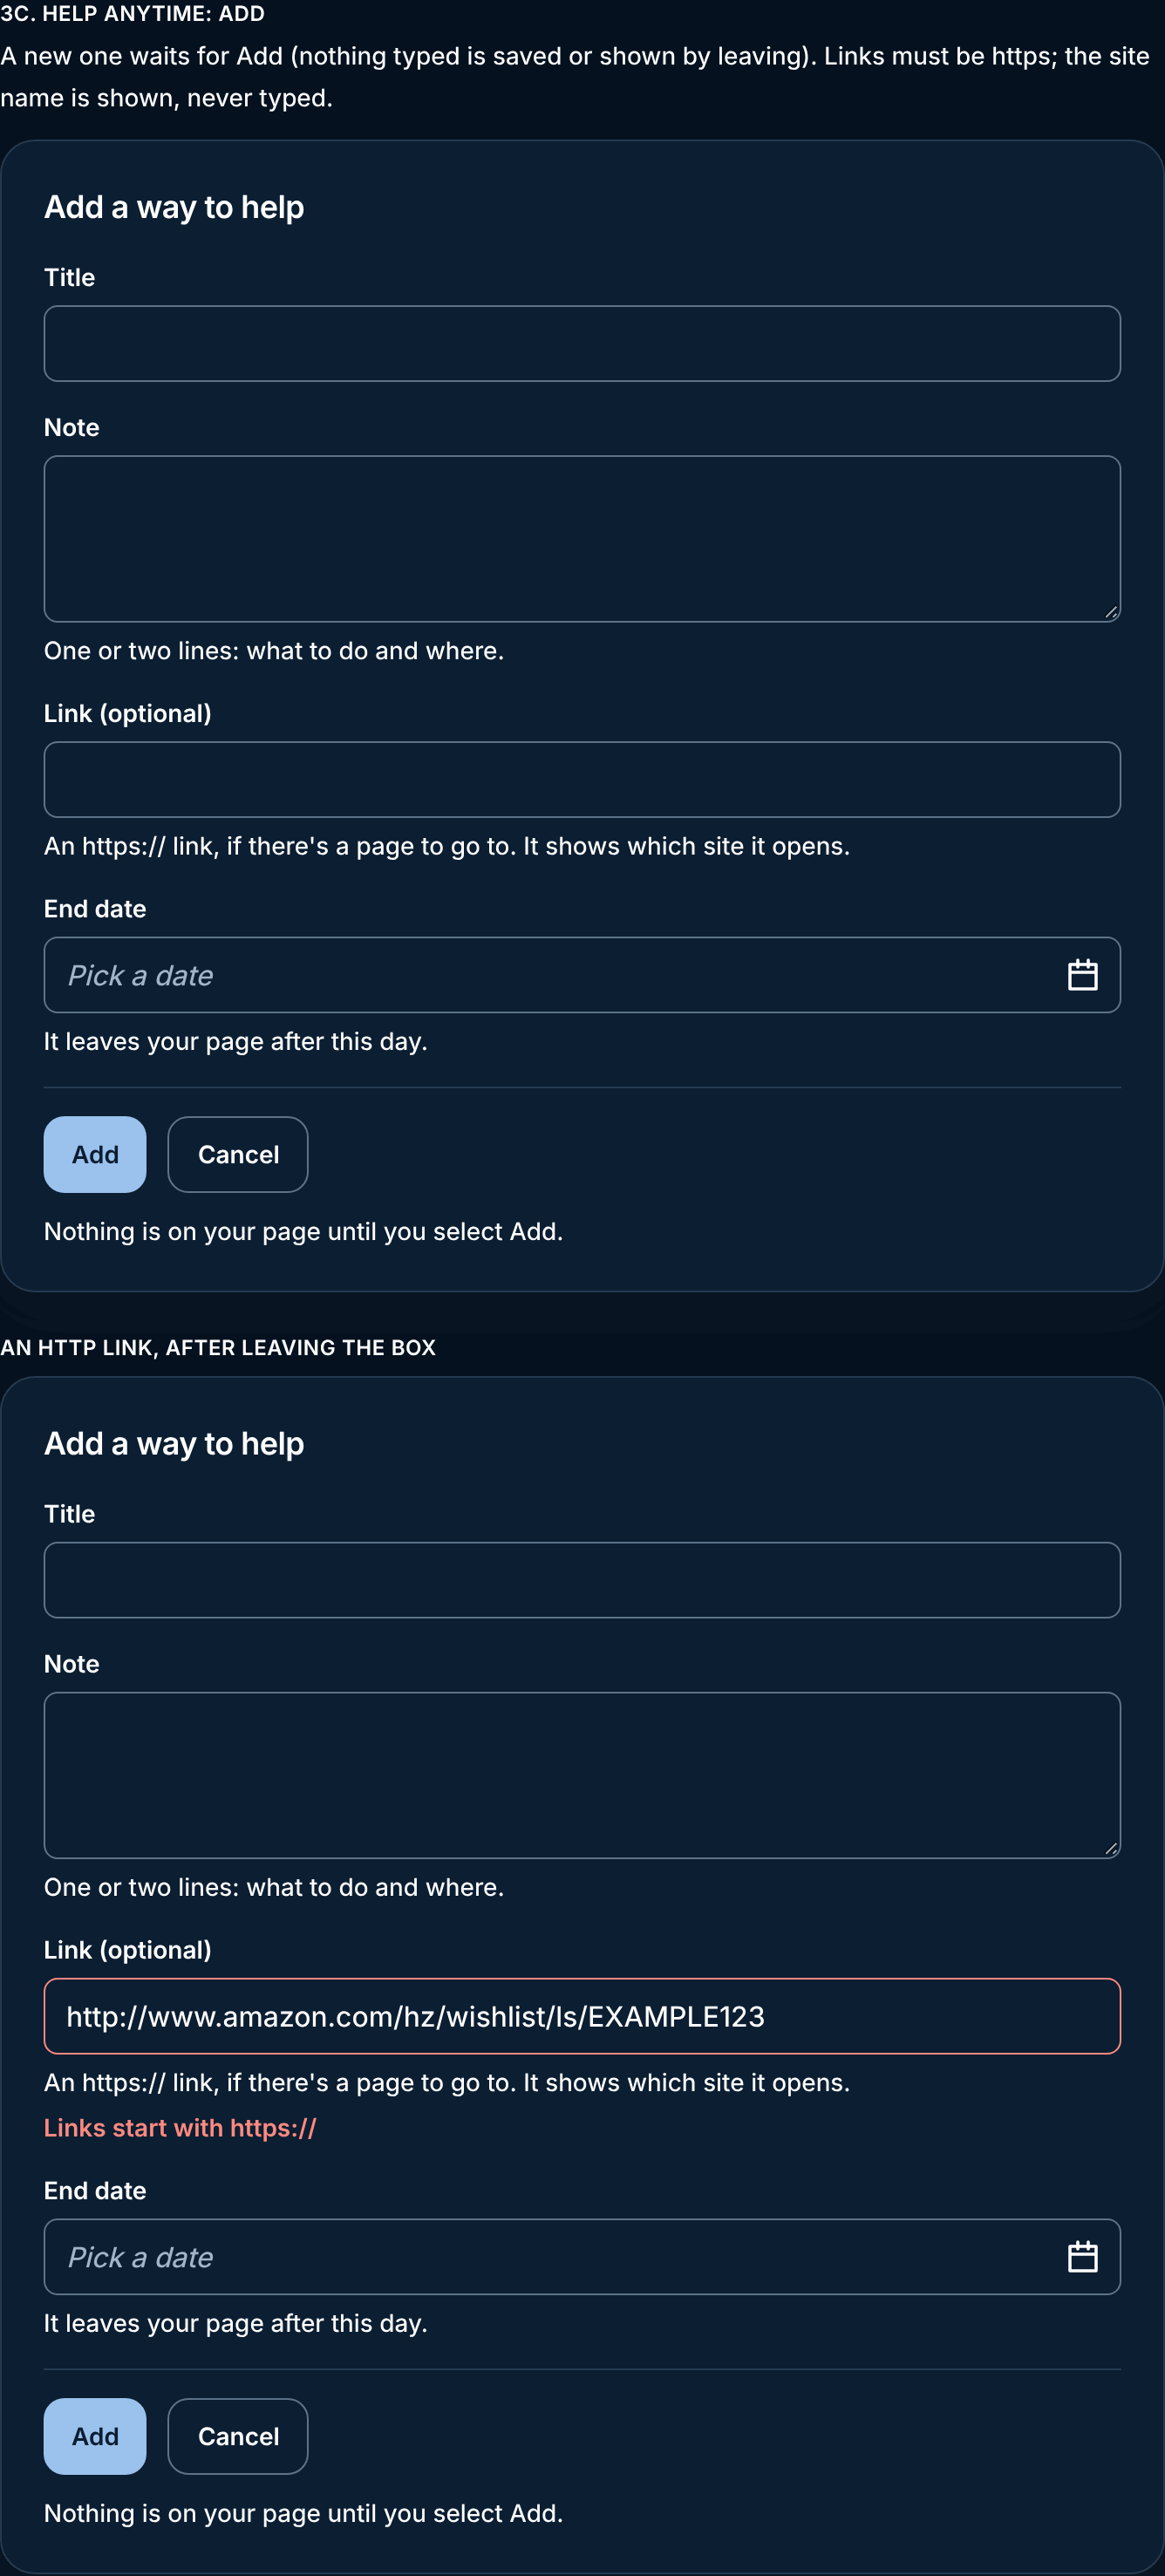 3C. HELP ANYTIME: ADD
A new one waits for Add (nothing typed is saved or shown by leaving). Links must be https; the site
name is shown, never typed.
Add a way to help
Title
Note
One or two lines: what to do and where.
Link (optional)
An https:// link, if there's a page to go to. It shows which site it opens.
End date
Pick a date
It leaves your page after this day.
Add
Cancel
Nothing is on your page until you select Add.
AN HTTP LINK, AFTER LEAVING THE BOX
Add a way to help
Title
Note
One or two lines: what to do and where.
Link (optional)
http://www.amazon.com/hz/wishlist/ls/EXAMPLE123
An https:// link, if there's a page to go to. It shows which site it opens.
Links start with https://
End date
Pick a date
It leaves your page after this day.
Add
Cancel
Nothing is on your page until you select Add.